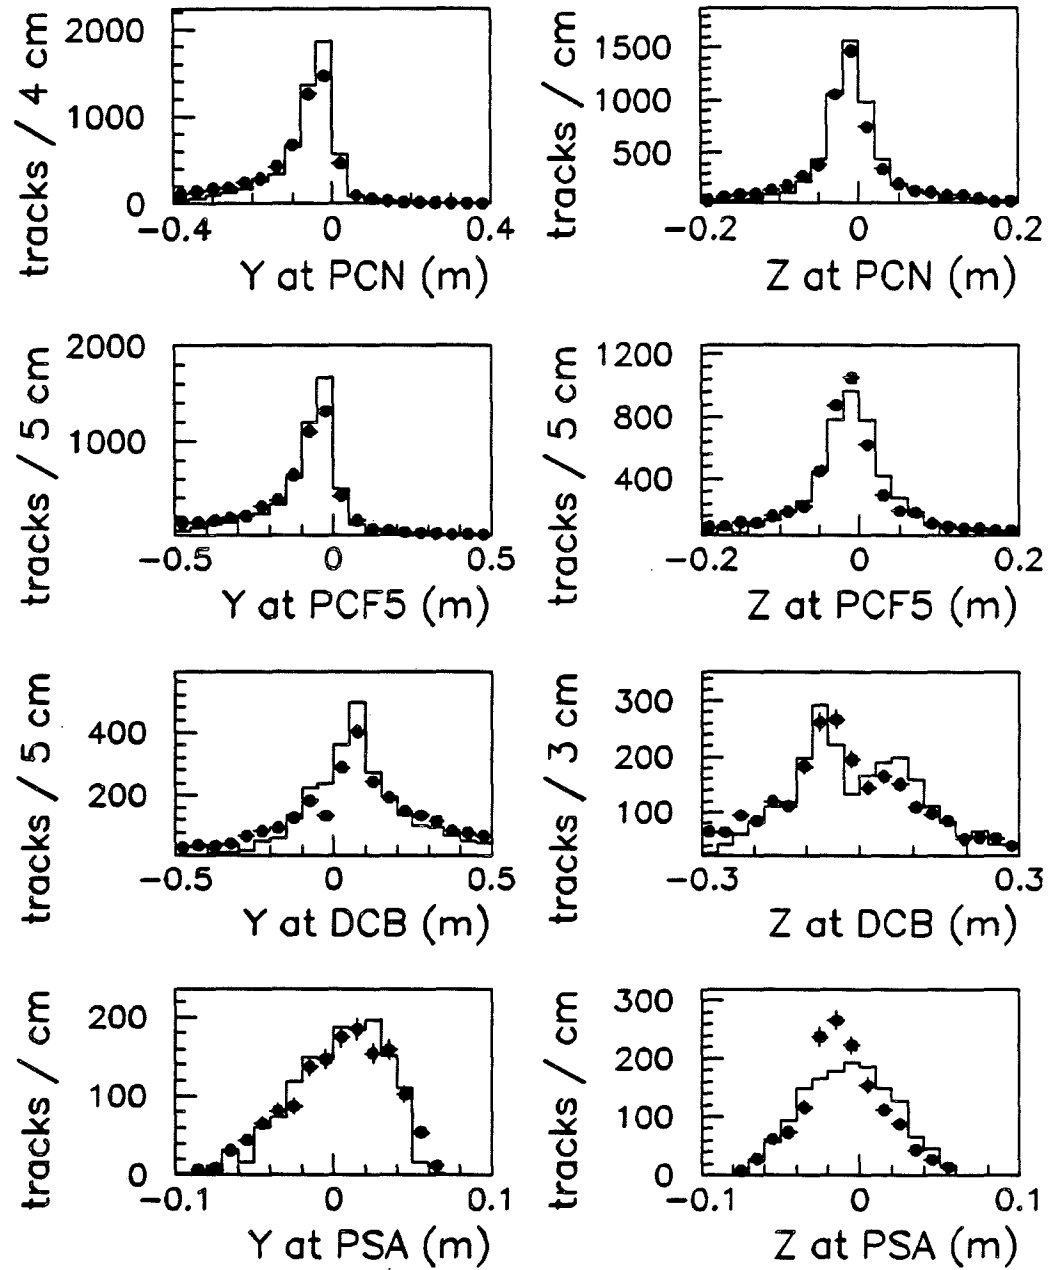 tracks / 4 cm
2000
1000
0
−0.4
0
0.4
Y at PCN (m)
tracks / cm
1500
1000
500
−0.2
0
0.2
Z at PCN (m)
tracks / 5 cm
2000
1000
−0.5
0
0.5
Y at PCF5 (m)
tracks / 5 cm
1200
800
400
−0.2
0
0.2
Z at PCF5 (m)
tracks / 5 cm
400
200
−0.5
0
0.5
Y at DCB (m)
tracks / 3 cm
300
200
100
−0.3
0
0.3
Z at DCB (m)
tracks / cm
200
100
0
−0.1
0
0.1
Y at PSA (m)
tracks / cm
300
200
100
0
−0.1
0
0.1
Z at PSA (m)